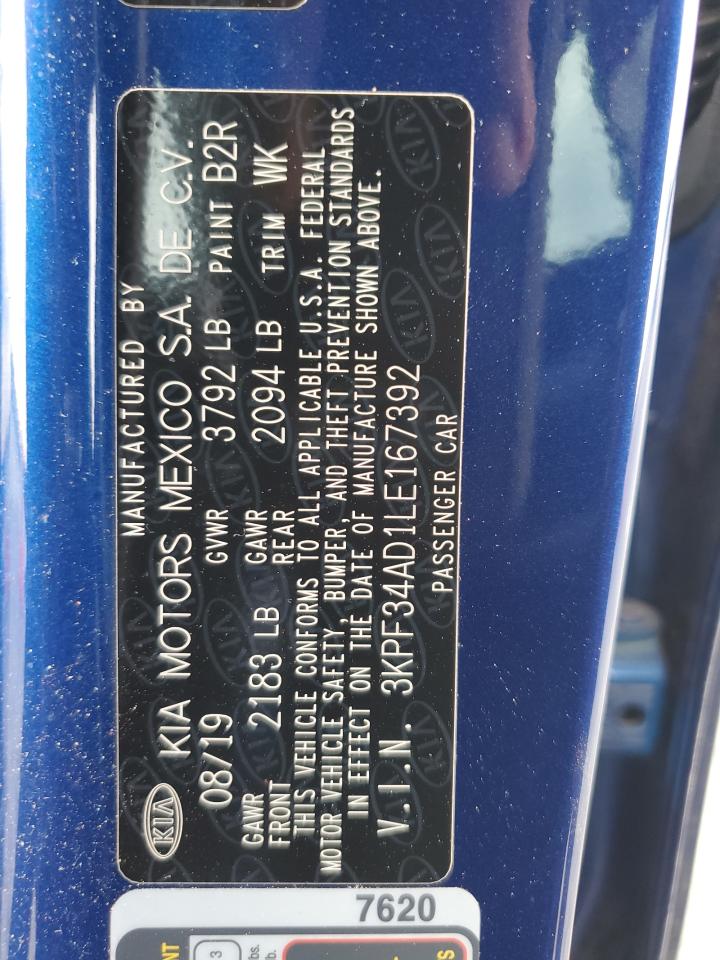 MANUFACTURED BY
KIA KIA MOTORS MEXICO S.A. DE C.V.
08/19 GVWR 3792 LB PAINT B2R
GAWR FRONT 2183 LB GAWR REAR 2094 LB TRIM WK
THIS VEHICLE CONFORMS TO ALL APPLICABLE U.S.A. FEDERAL
MOTOR VEHICLE SAFETY, BUMPER, AND THEFT PREVENTION STANDARDS
IN EFFECT ON THE DATE OF MANUFACTURE SHOWN ABOVE.
V.I.N. 3KPF34AD1LE167392
PASSENGER CAR
7620